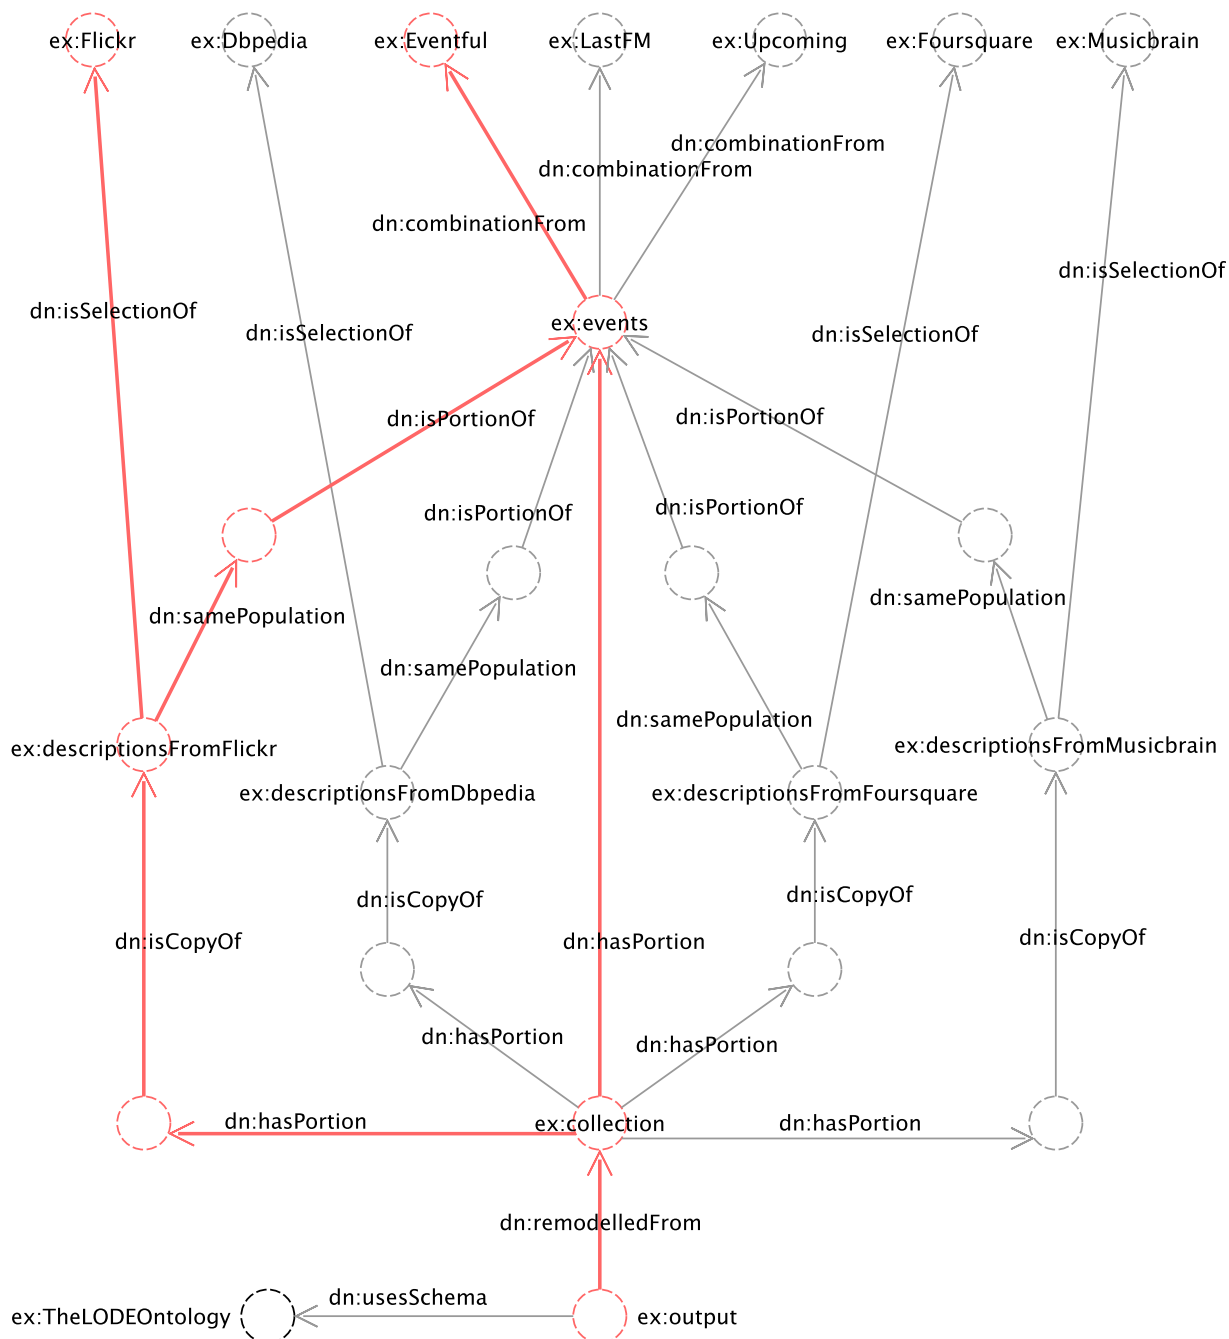 ex:Flickr
ex:Dbpedia
ex:Eventful
ex:LastFM
ex:Upcoming
ex:Foursquare
ex:Musicbrain
dn:combinationFrom
dn:combinationFrom
dn:combinationFrom
dn:isSelectionOf
dn:isSelectionOf
ex:events
dn:isSelectionOf
dn:isSelectionOf
dn:isPortionOf
dn:isPortionOf
dn:isPortionOf
dn:isPortionOf
dn:samePopulation
dn:samePopulation
dn:samePopulation
dn:samePopulation
ex:descriptionsFromFlickr
ex:descriptionsFromMusicbrain
ex:descriptionsFromDbpedia
ex:descriptionsFromFoursquare
dn:isCopyOf
dn:isCopyOf
dn:isCopyOf
dn:hasPortion
dn:isCopyOf
dn:hasPortion
dn:hasPortion
dn:hasPortion
ex:collection
dn:hasPortion
dn:remodelledFrom
dn:usesSchema
ex:TheLODEOntology
ex:output